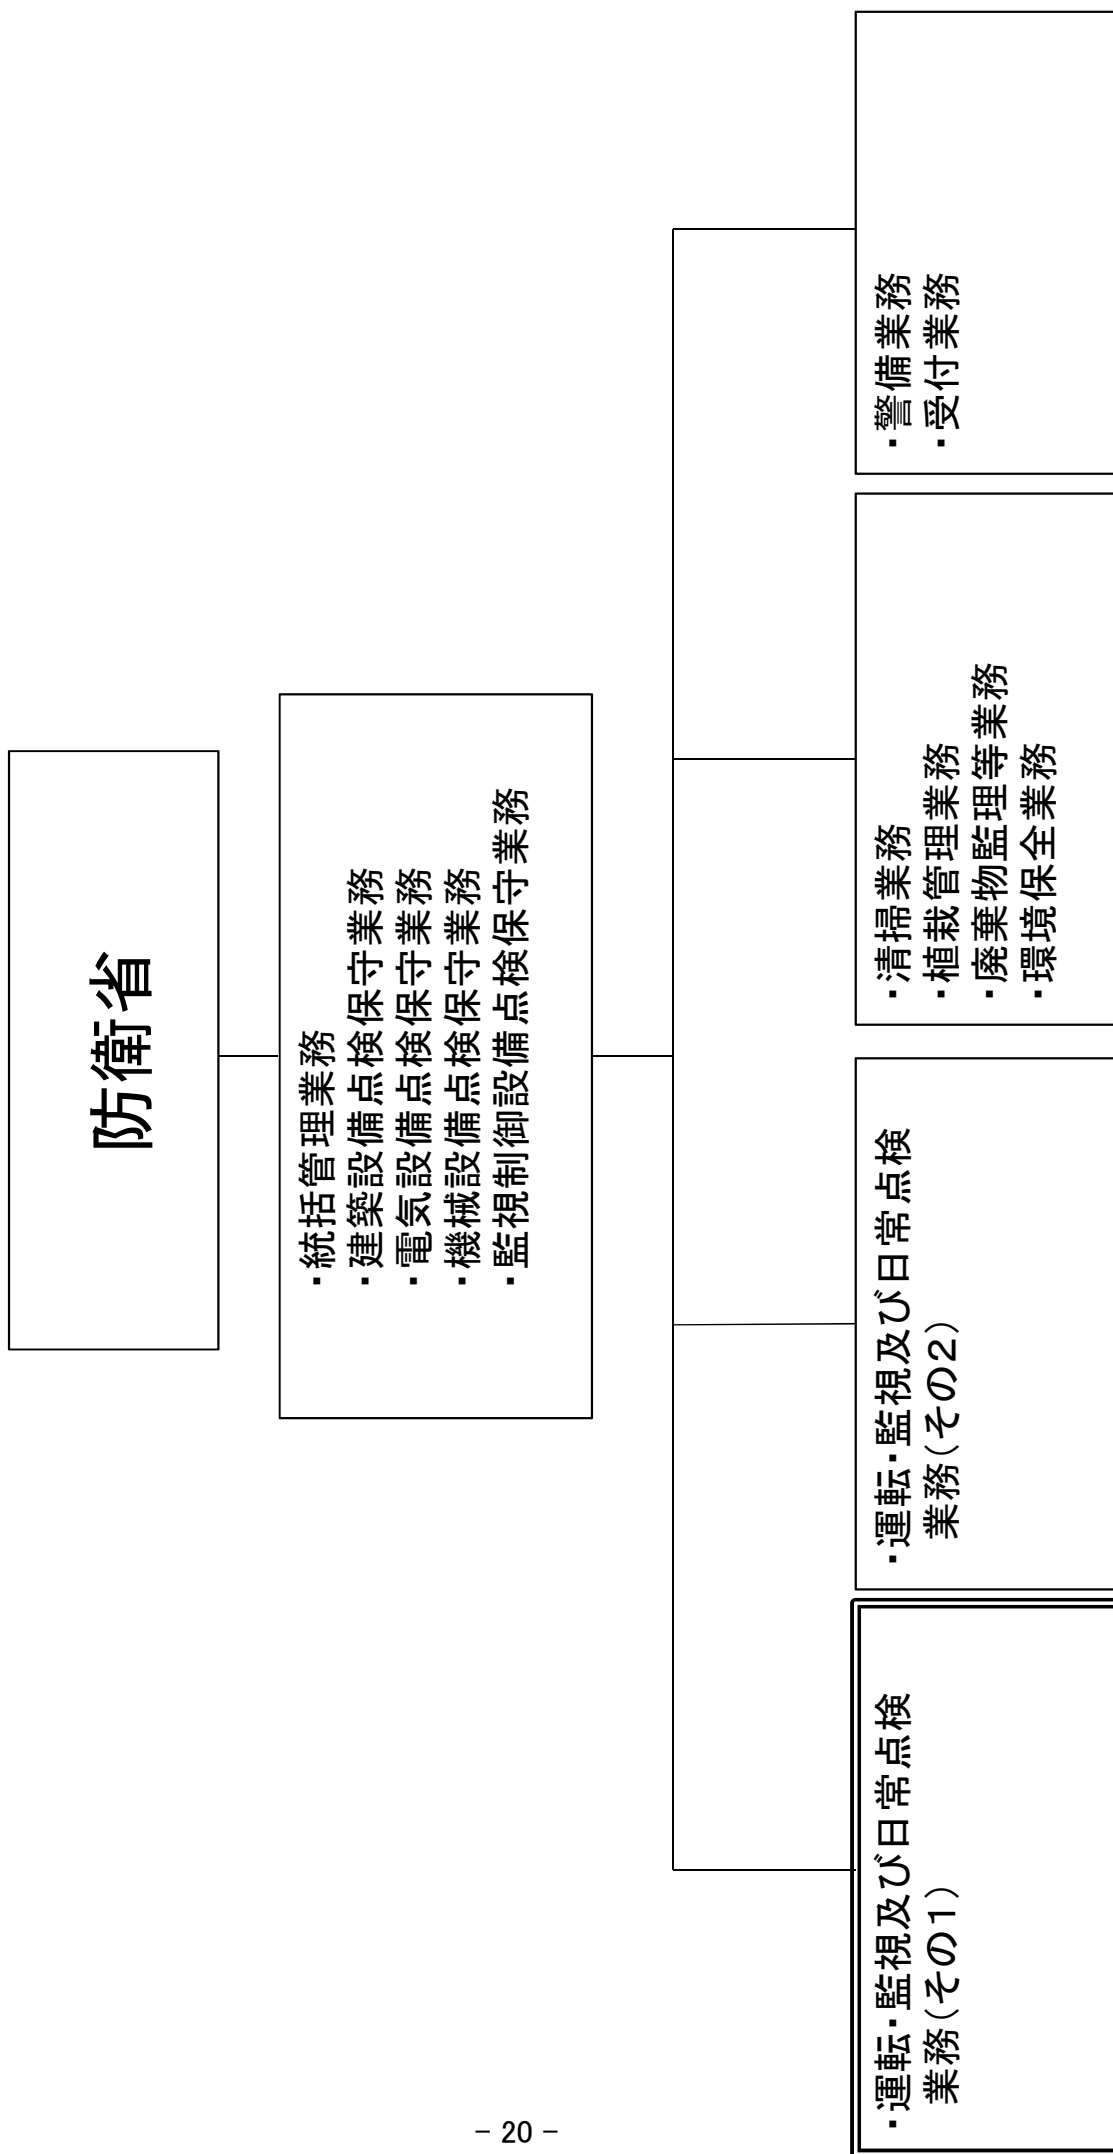 防衛省
・統括管理業務
・建築設備点検保守業務
・電気設備点検保守業務
・機械設備点検保守業務
・監視制御設備点検保守業務
・運転・監視及び日常点検
業務(その1)
・運転・監視及び日常点検
業務(その2)
・清掃業務
・植栽管理業務
・廃棄物監理等業務
・環境保全業務
・警備業務
・受付業務
- 20 -